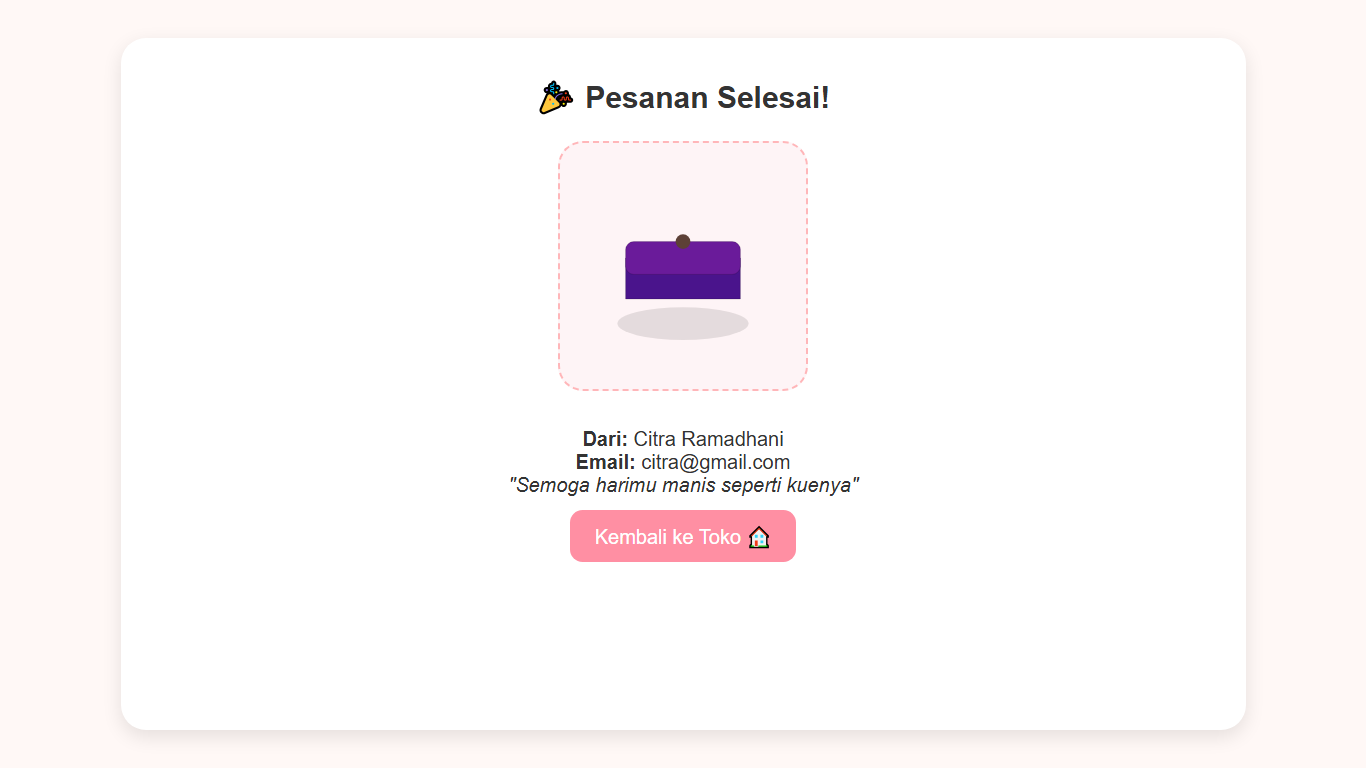 🎉 Pesanan Selesai!
Dari: Citra Ramadhani
Email: citra@gmail.com
"Semoga harimu manis seperti kuenya"
Kembali ke Toko 🏠